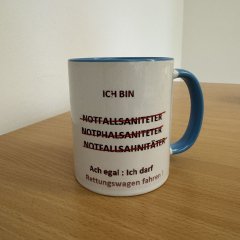 ICH BIN
NOTFALLSANITETER
NOTPHALSANITETER
NOTFALLSAHNITÄTER
Ach egal : Ich darf
Rettungswagen fahren !